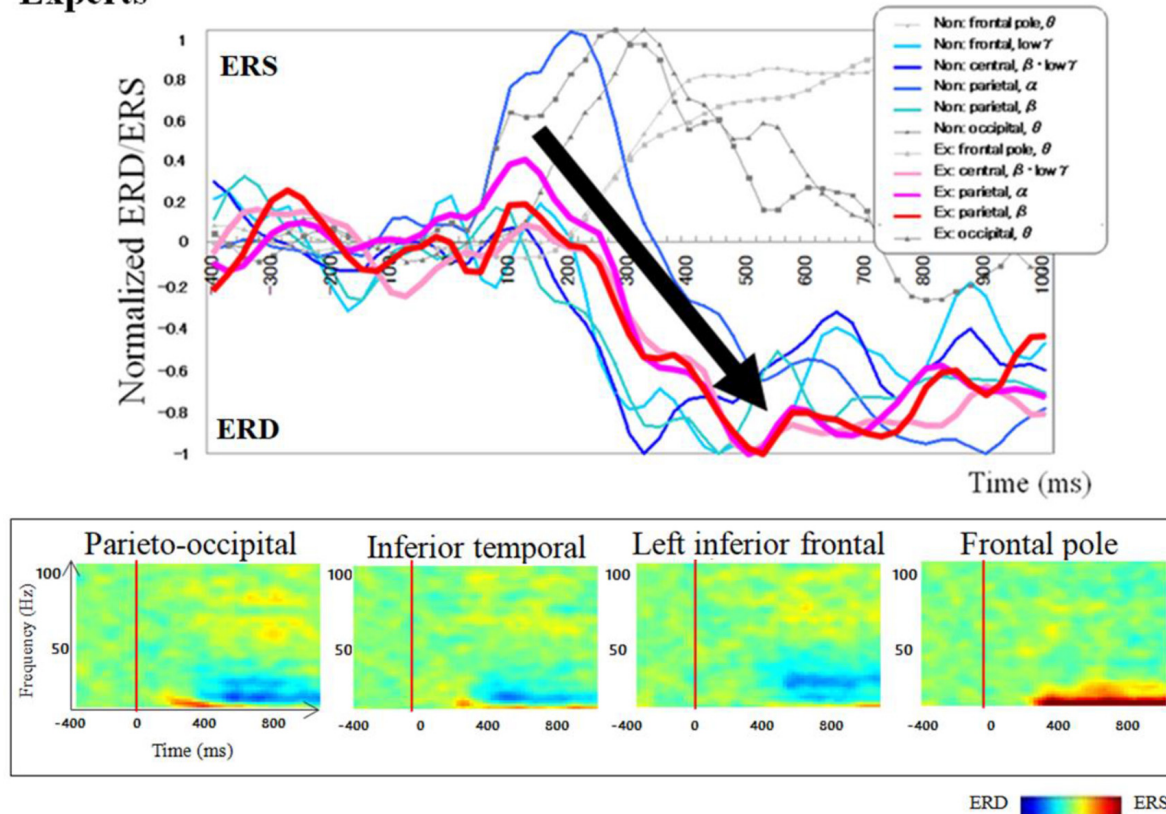 Experts
ERS
ERD
Normalized ERD/ERS
1
0.8
0.6
0.4
0.2
0
−0.2
−0.4
−0.6
−0.8
−1
−400
−300
−200
−100
0
100
200
300
400
500
600
700
800
900
1000
Time (ms)
Non: frontal pole, θ
Non: frontal, low γ
Non: central, β・low γ
Non: parietal, α
Non: parietal, β
Non: occipital, θ
Ex: frontal pole, θ
Ex: central, β・low γ
Ex: parietal, α
Ex: parietal, β
Ex: occipital, θ
Parieto-occipital
Inferior temporal
Left inferior frontal
Frontal pole
Frequency (Hz)
100
50
-400 0 400 800
Time (ms)
100
50
-400 0 400 800
100
50
-400 0 400 800
100
50
-400 0 400 800
ERD
ERS